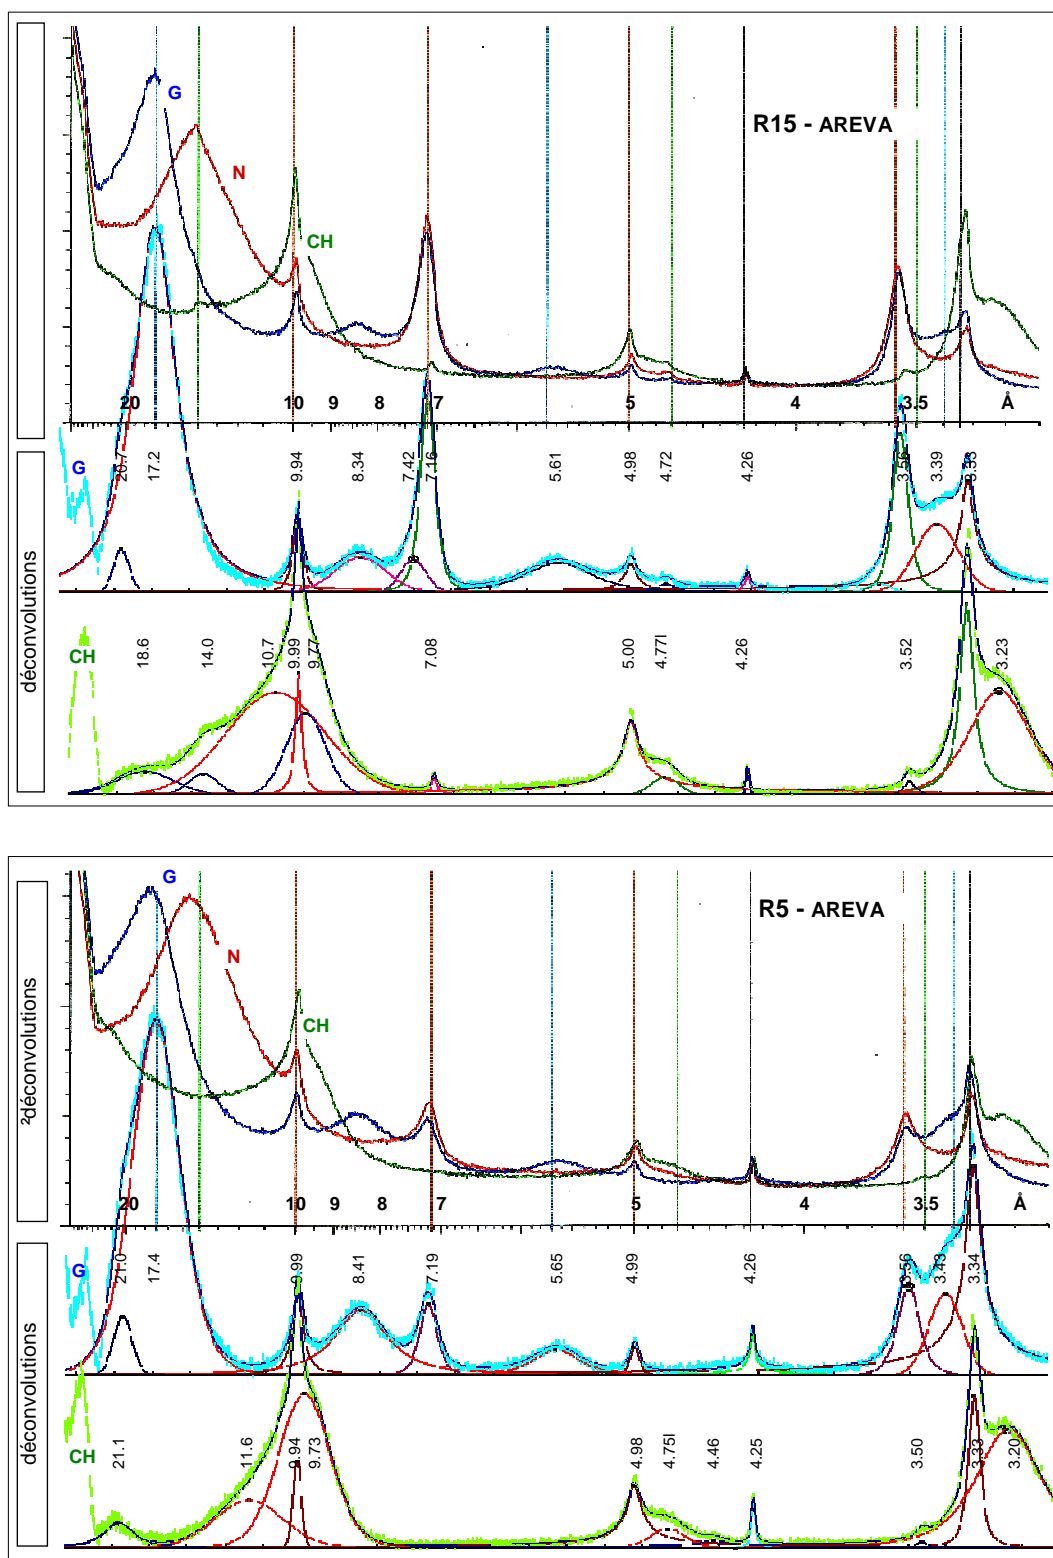 G
R15 - AREVA
N
CH
20 10 9 8 7 5 4 3.5 Å
déconvolutions
G
20.7 17.2 9.94 8.34 7.42 7.16 5.61 4.98 4.72 4.26 3.56 3.39 3.33
CH
18.6 14.0 10.7 9.99 9.77 7.08 5.00 4.77l 4.26 3.52 3.23
G
R5 - AREVA
N
CH
²déconvolutions
20 10 9 8 7 5 4 3.5 Å
déconvolutions
G
21.0 17.4 9.99 8.41 7.19 5.65 4.99 4.26 3.56 3.43 3.34
CH
21.1 11.6 9.94 9.73 4.98 4.75l 4.46 4.25 3.50 3.33 3.20